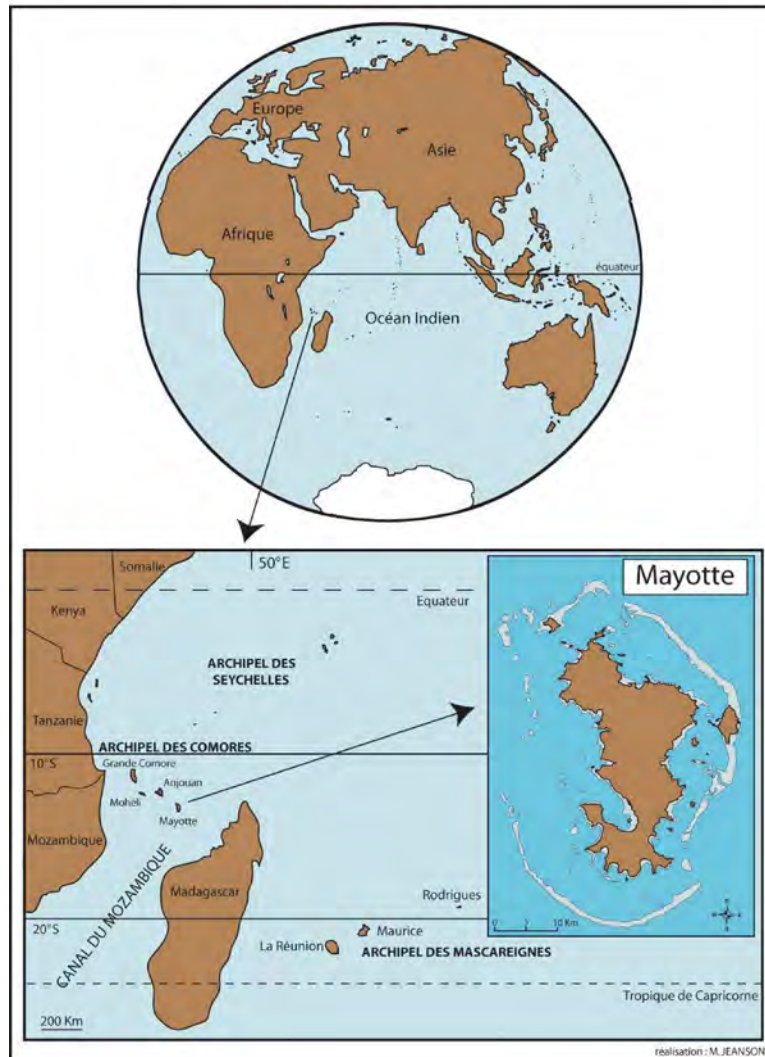 Europe
Asie
Afrique
équateur
Océan Indien
50°E
Somalie
Mayotte
Kenya
Equateur
ARCHIPEL DES
SEYCHELLES
Tanzanie
ARCHIPEL DES COMORES
10°S
Grande Comore
Anjouan
Mohéli
Mayotte
Mozambique
CANAL DU MOZAMBIQUE
Madagascar
Rodrigues
0 5 10 Km
20°S
Maurice
La Réunion
ARCHIPEL DES MASCAREIGNES
Tropique de Capricorne
200 Km
réalisation : M. JEANSON